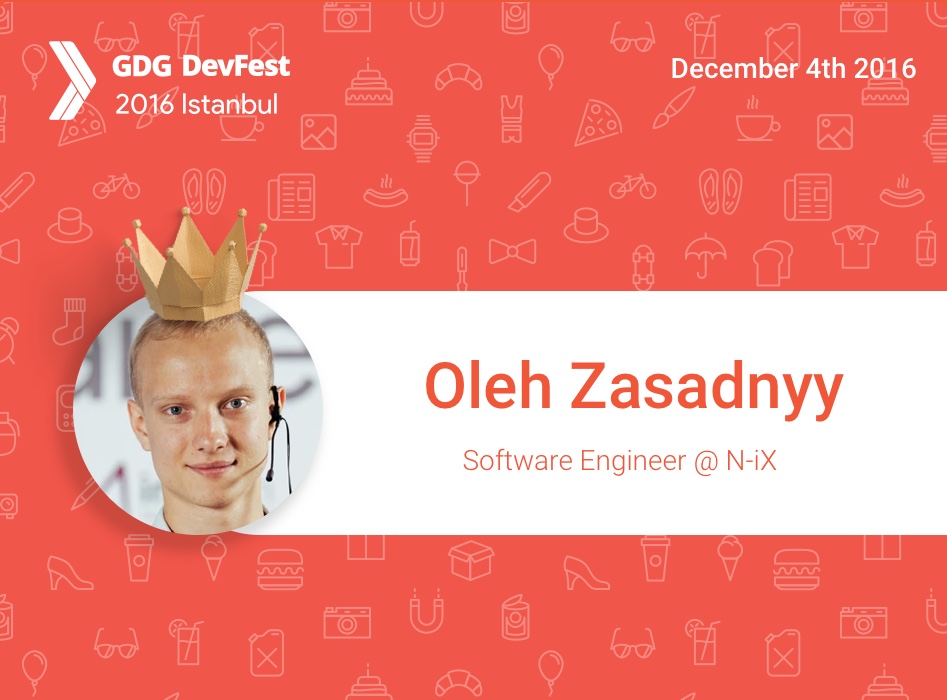 GDG DevFest
2016 Istanbul
December 4th 2016
Oleh Zasadnyy
Software Engineer @ N-iX